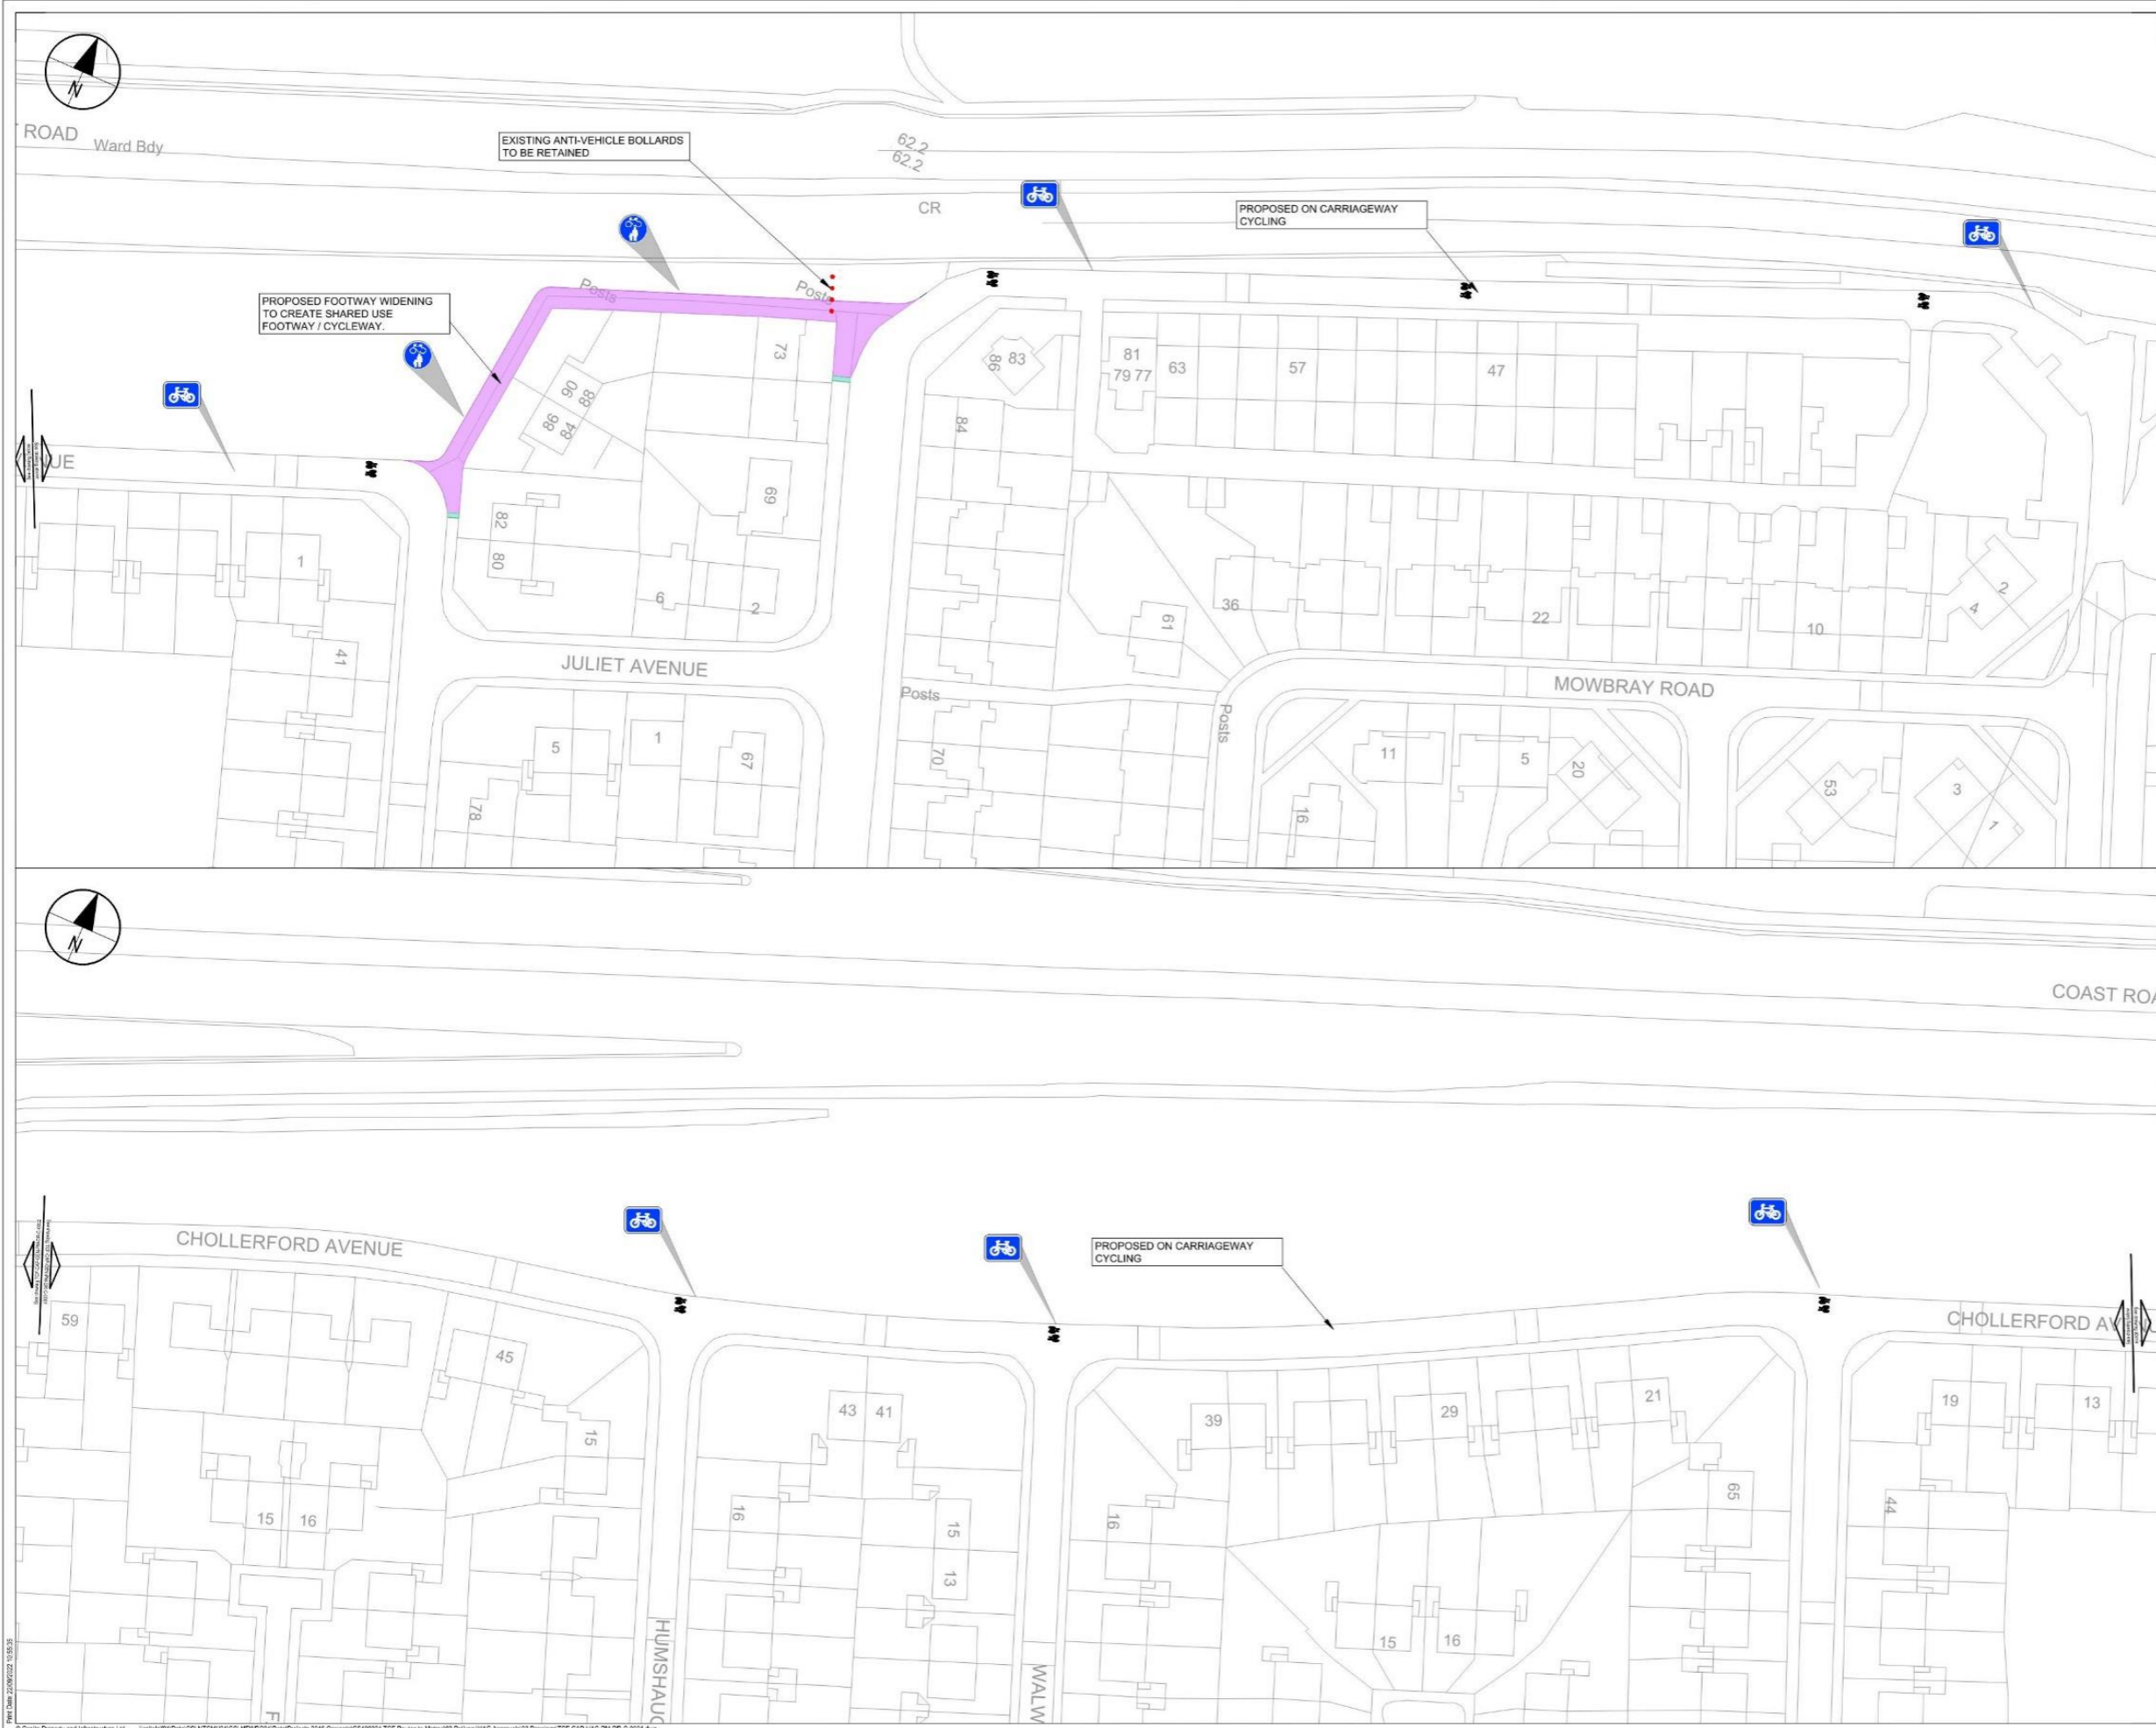 N
ROAD
Ward Bdy
EXISTING ANTI-VEHICLE BOLLARDS
TO BE RETAINED
62.2
62.2
CR
PROPOSED ON CARRIAGEWAY
CYCLING
PROPOSED FOOTWAY WIDENING
TO CREATE SHARED USE
FOOTWAY / CYCLEWAY.
Posts
Posts
73
90
88
86
84
86
83
81
79 77
63
57
47
84
UE
69
82
80
1
6
2
41
JULIET AVENUE
61
36
22
10
2
4
Posts
Posts
MOWBRAY ROAD
5
1
67
78
70
11
5
20
16
53
3
1
N
COAST ROA
CHOLLERFORD AVENUE
PROPOSED ON CARRIAGEWAY
CYCLING
CHOLLERFORD AV
59
45
43
41
39
29
21
19
13
15
16
15
16
15
13
16
65
44
15
16
HUMSHAUG
WALW
F